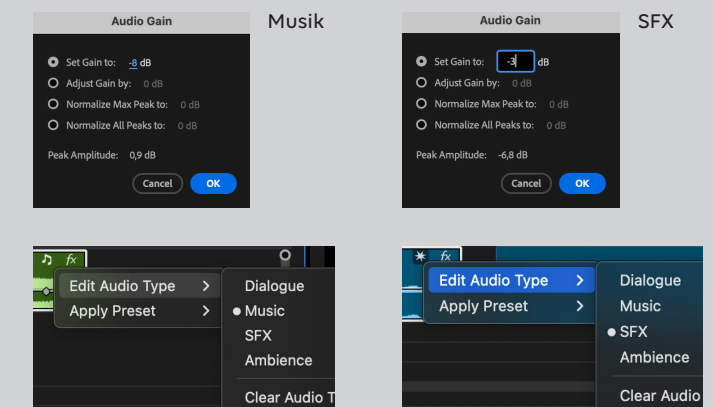 Audio Gain
Musik
Set Gain to: -8 dB
Adjust Gain by: 0 dB
Normalize Max Peak to: 0 dB
Normalize All Peaks to: 0 dB
Peak Amplitude: 0,9 dB
Cancel
OK
Audio Gain
SFX
Set Gain to: -3 dB
Adjust Gain by: 0 dB
Normalize Max Peak to: 0 dB
Normalize All Peaks to: 0 dB
Peak Amplitude: -6,8 dB
Cancel
OK
fx
Edit Audio Type >
Apply Preset >
Dialogue
Music
SFX
Ambience
Clear Audio T
fx
Edit Audio Type >
Apply Preset >
Dialogue
Music
SFX
Ambience
Clear Audio